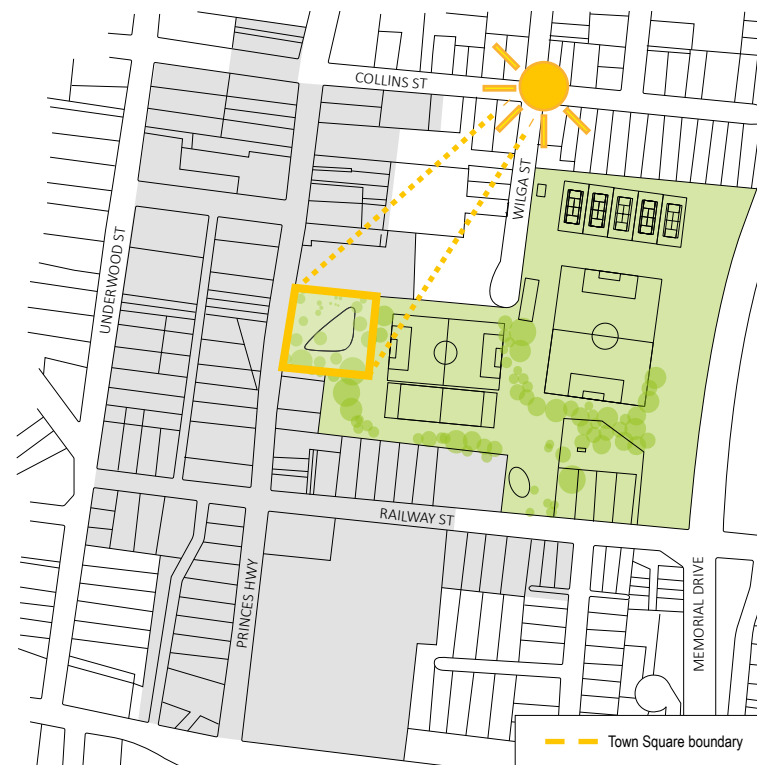 COLLINS ST
WILGA ST
UNDERWOOD ST
RAILWAY ST
PRINCES HWY
MEMORIAL DRIVE
Town Square boundary